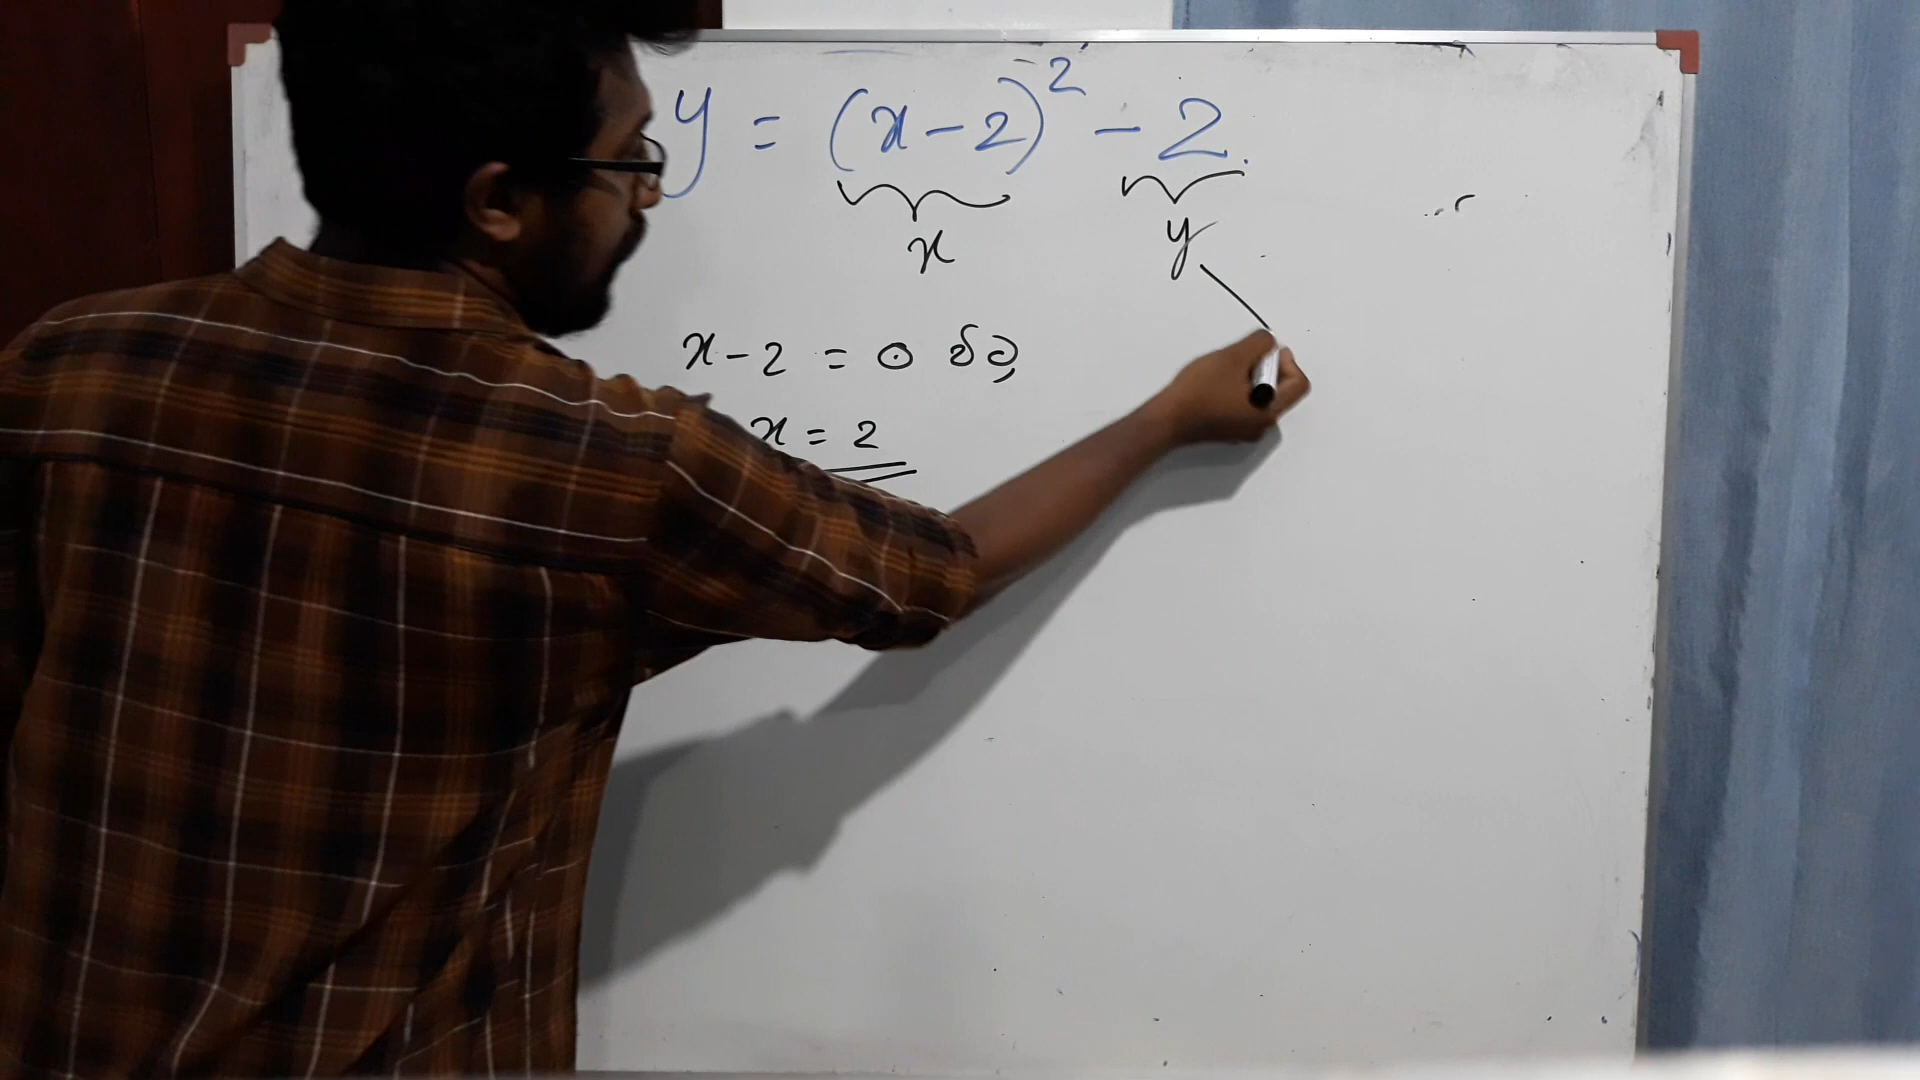 y = (x-2)² - 2.
x y
x-2 = 0 විට,
x = 2